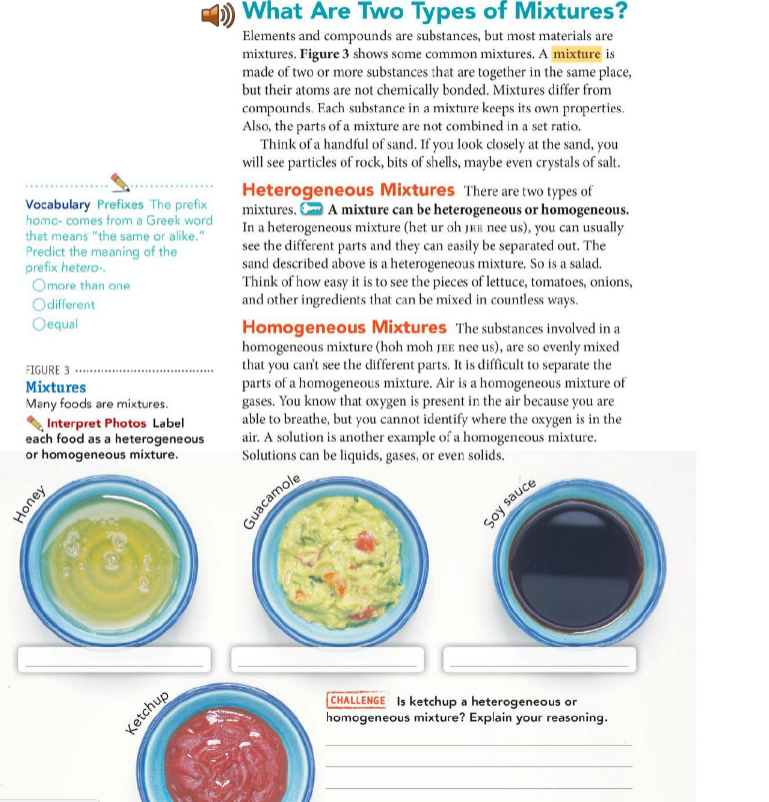 What Are Two Types of Mixtures?
Elements and compounds are substances, but most materials are
mixtures. Figure 3 shows some common mixtures. A mixture is
made of two or more substances that are together in the same place,
but their atoms are not chemically bonded. Mixtures differ from
compounds. Each substance in a mixture keeps its own properties.
Also, the parts of a mixture are not combined in a set ratio.
Think of a handful of sand. If you look closely at the sand, you
will see particles of rock, bits of shells, maybe even crystals of salt.
Vocabulary Prefixes The prefix
homo- comes from a Greek word
that means "the same or alike."
Predict the meaning of the
prefix hetero-.
more than one
different
equal
Heterogeneous Mixtures There are two types of
mixtures. A mixture can be heterogeneous or homogeneous.
In a heterogeneous mixture (het ur oh JEE nee us), you can usually
see the different parts and they can easily be separated out. The
sand described above is a heterogeneous mixture. So is a salad.
Think of how easy it is to see the pieces of lettuce, tomatoes, onions,
and other ingredients that can be mixed in countless ways.
Homogeneous Mixtures The substances involved in a
homogeneous mixture (hoh moh JEE nee us), are so evenly mixed
that you can't see the different parts. It is difficult to separate the
parts of a homogeneous mixture. Air is a homogeneous mixture of
gases. You know that oxygen is present in the air because you are
able to breathe, but you cannot identify where the oxygen is in the
air. A solution is another example of a homogeneous mixture.
Solutions can be liquids, gases, or even solids.
FIGURE 3
Mixtures
Many foods are mixtures.
Interpret Photos Label
each food as a heterogeneous
or homogeneous mixture.
Honey
Guacamole
Soy sauce
Ketchup
CHALLENGE Is ketchup a heterogeneous or
homogeneous mixture? Explain your reasoning.